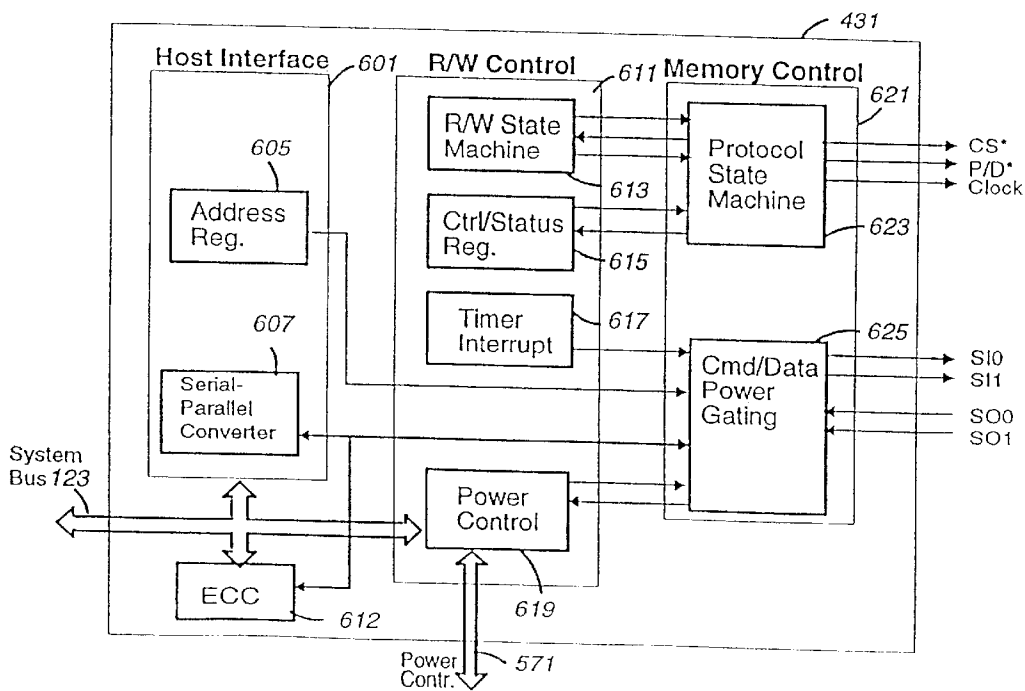 431
Host Interface
601
R/W Control
611
Memory Control
621
R/W State
Machine
613
Protocol
State
Machine
623
CS*
P/D*
Clock
605
Address
Reg.
Ctrl/Status
Reg.
615
Timer
Interrupt
617
607
Serial-
Parallel
Converter
625
Cmd/Data
Power
Gating
SI0
SI1
SO0
SO1
System
Bus 123
Power
Control
619
ECC
612
Power
Contr.
571